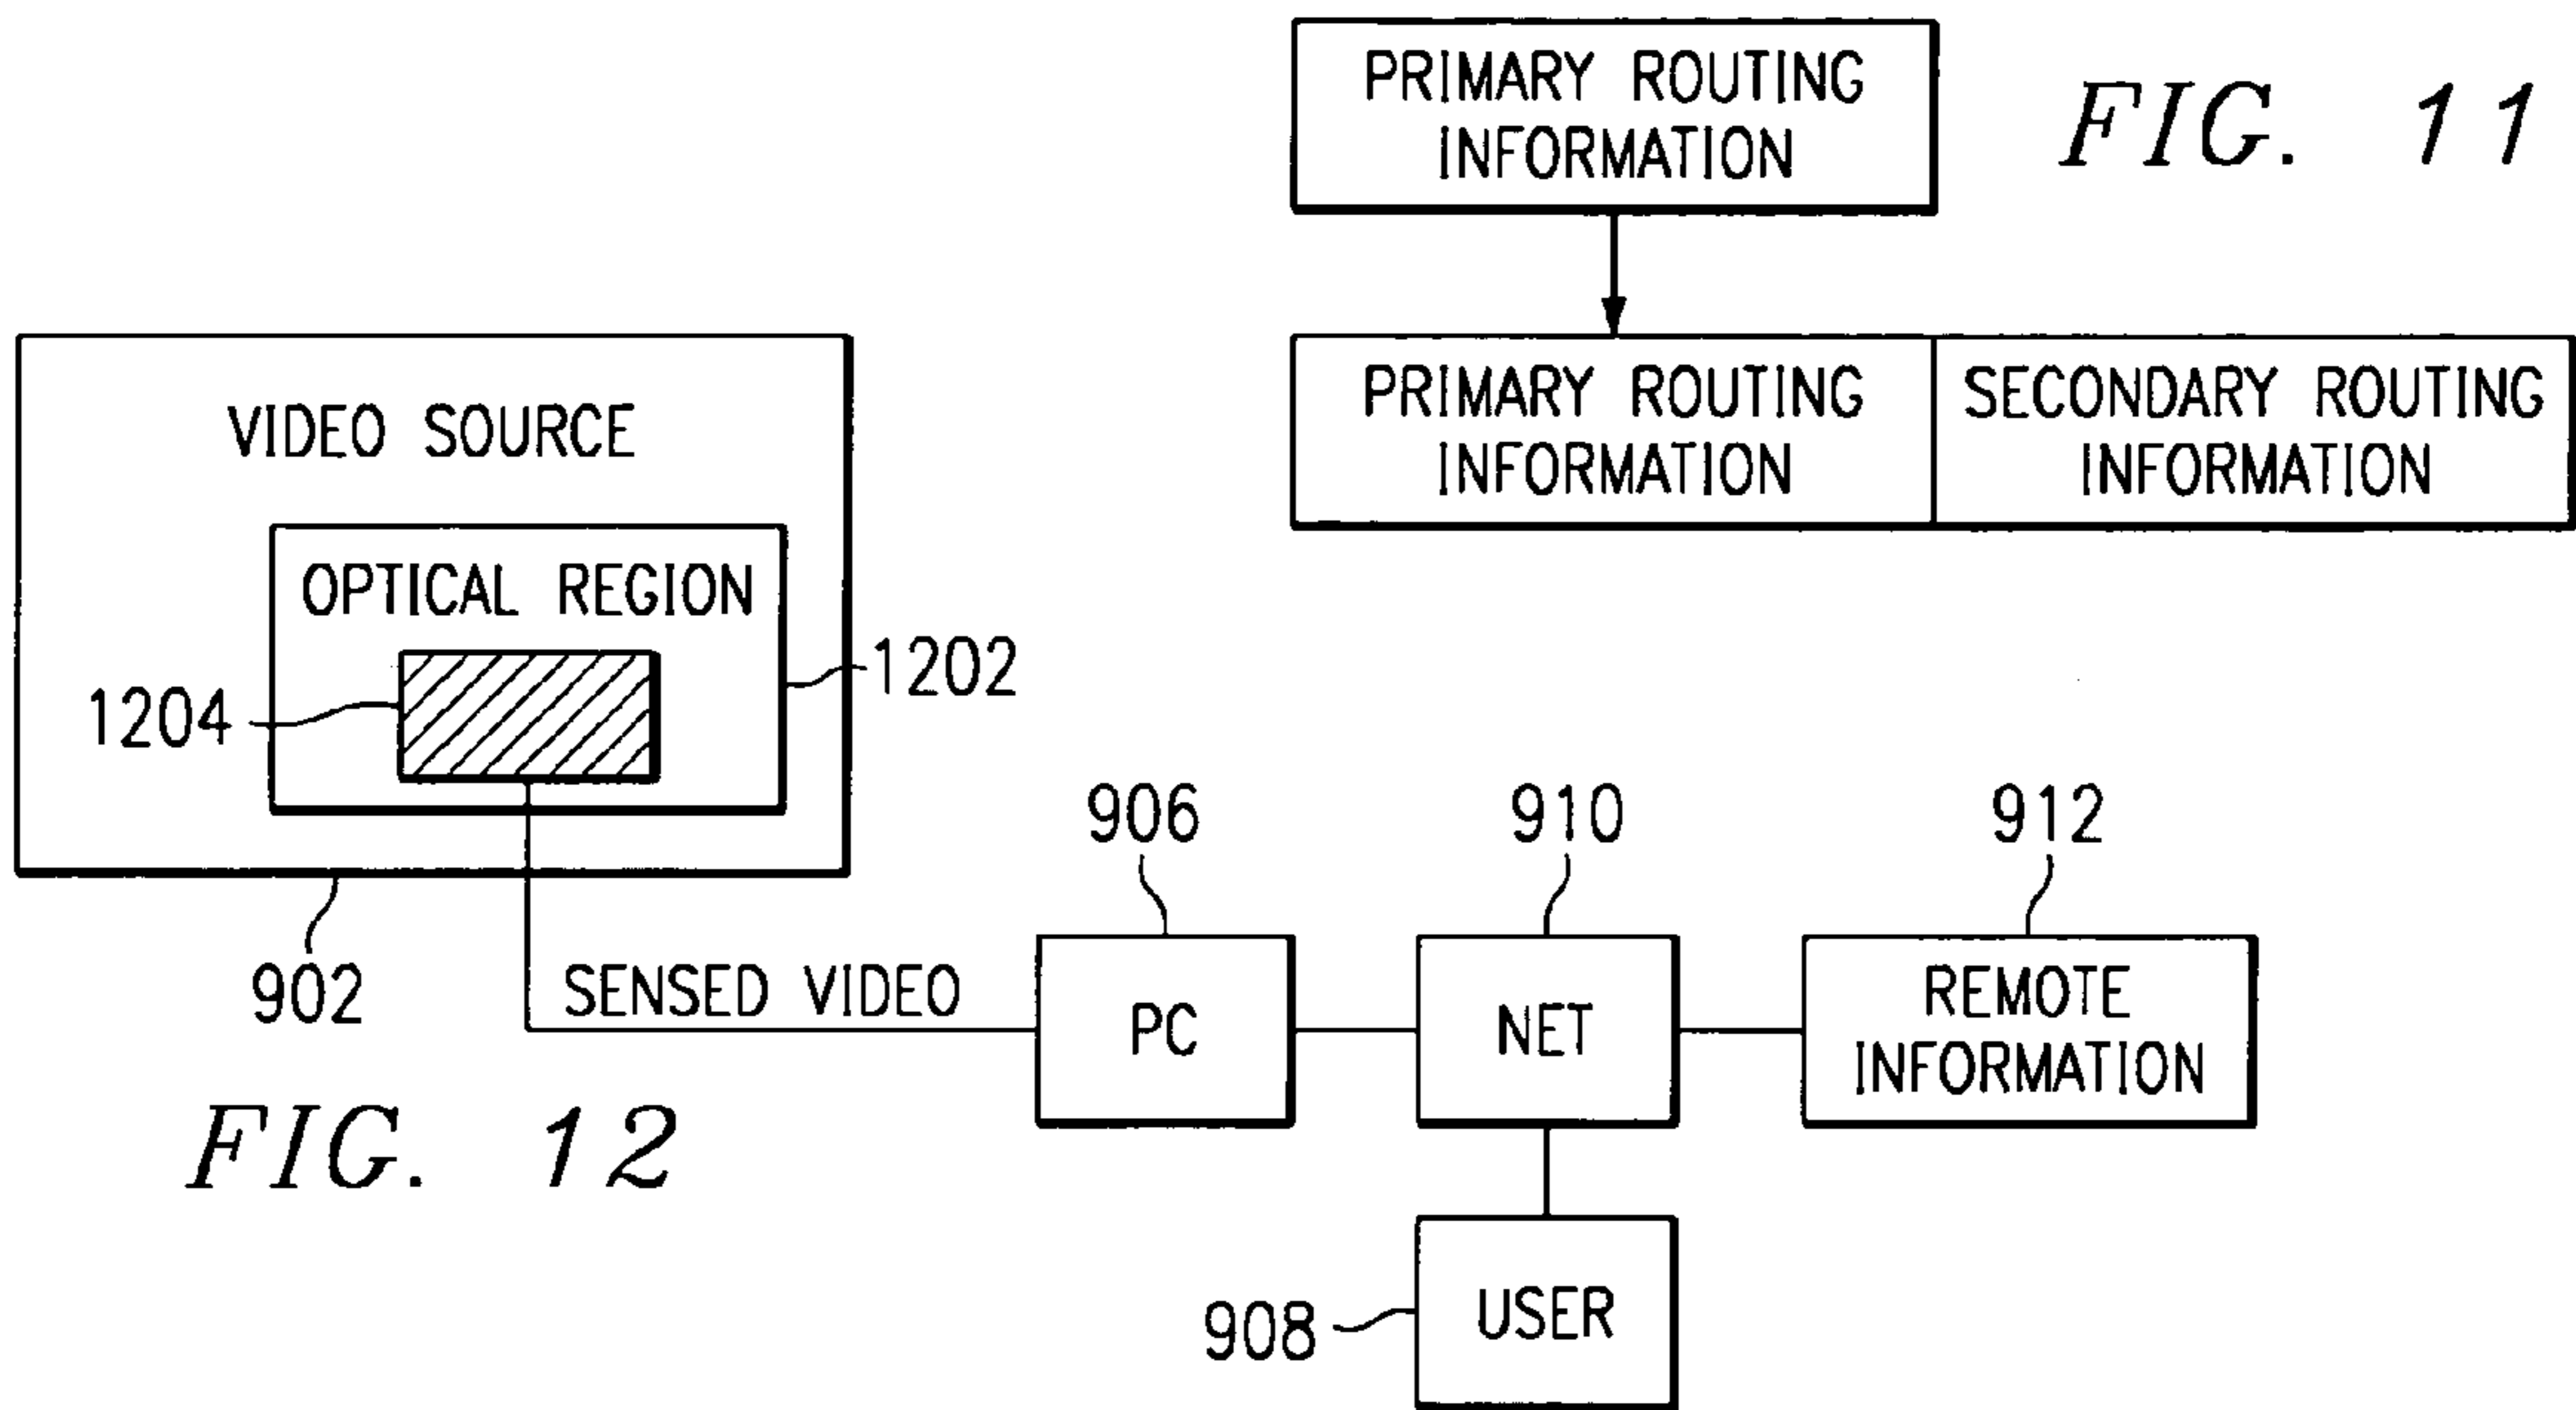 PRIMARY ROUTING
INFORMATION
FIG. 11
PRIMARY ROUTING
INFORMATION
SECONDARY ROUTING
INFORMATION
VIDEO SOURCE
OPTICAL REGION
1202
1204
902
SENSED VIDEO
906
PC
910
NET
912
REMOTE
INFORMATION
908
USER
FIG. 12